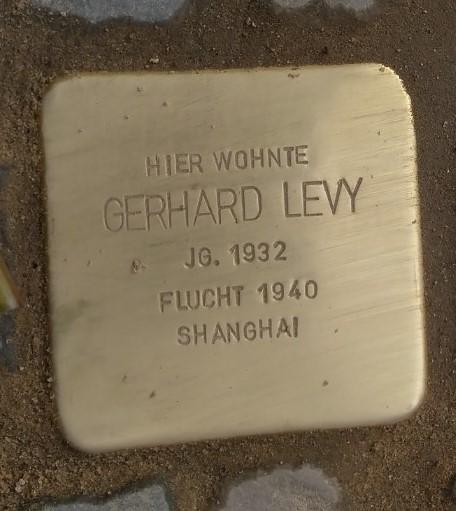 HIER WOHNTE
GERHARD LEVY
JG. 1932
FLUCHT 1940
SHANGHAI